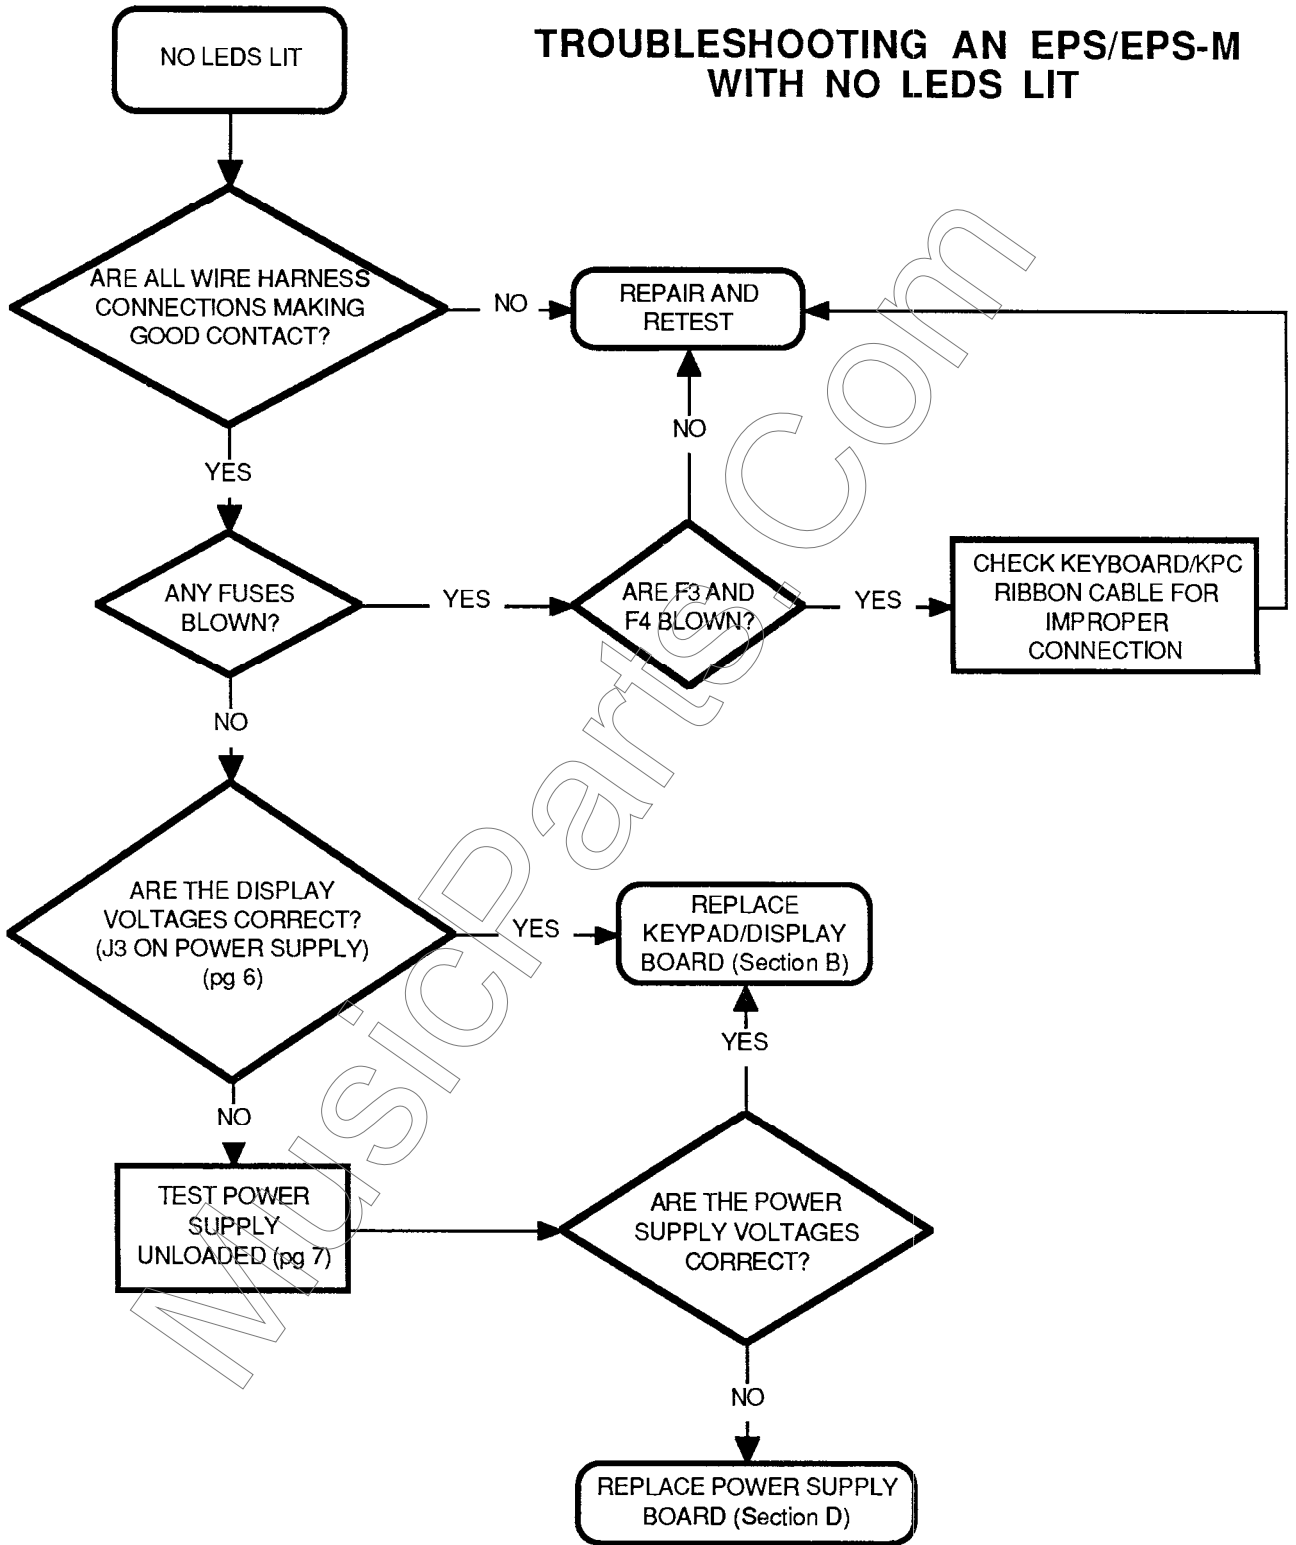 TROUBLESHOOTING AN EPS/EPS-M
WITH NO LEDS LIT
NO LEDS LIT
ARE ALL WIRE HARNESS
CONNECTIONS MAKING
GOOD CONTACT?
NO
REPAIR AND
RETEST
YES
NO
ANY FUSES
BLOWN?
YES
ARE F3 AND
F4 BLOWN?
YES
CHECK KEYBOARD/KPC
RIBBON CABLE FOR
IMPROPER
CONNECTION
NO
ARE THE DISPLAY
VOLTAGES CORRECT?
(J3 ON POWER SUPPLY)
(pg 6)
YES
REPLACE
KEYPAD/DISPLAY
BOARD (Section B)
YES
NO
TEST POWER
SUPPLY
UNLOADED (pg 7)
ARE THE POWER
SUPPLY VOLTAGES
CORRECT?
NO
REPLACE POWER SUPPLY
BOARD (Section D)
MusicParts.Com